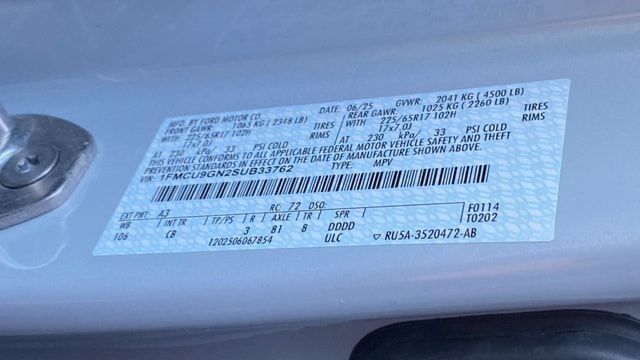 MFD. BY FORD MOTOR CO.
DATE: 06/25 GVWR: 2041 KG (4500 LB)
FRONT GAWR: 1065 KG (2348 LB) REAR GAWR: 1025 KG (2260 LB)
WITH 225/65R17 102H TIRES WITH 225/65R17 102H TIRES
17x7.0J RIMS 17x7.0J RIMS
AT 230 kPa/ 33 PSI COLD AT 230 kPa/ 33 PSI COLD
THIS VEHICLE CONFORMS TO ALL APPLICABLE FEDERAL MOTOR VEHICLE SAFETY AND THEFT
PREVENTION STANDARDS IN EFFECT ON THE DATE OF MANUFACTURE SHOWN ABOVE.
VIN: 1FMCU9GN2SUB33762 TYPE: MPV
EXT PNT: A3 RC: 72 DSO: F0114
WB INT TR TP/PS R AXLE TR SPR T0202
106 CB 3 81 8 DDDD
1202506067854 ULC ▽ RU5A-3520472-AB